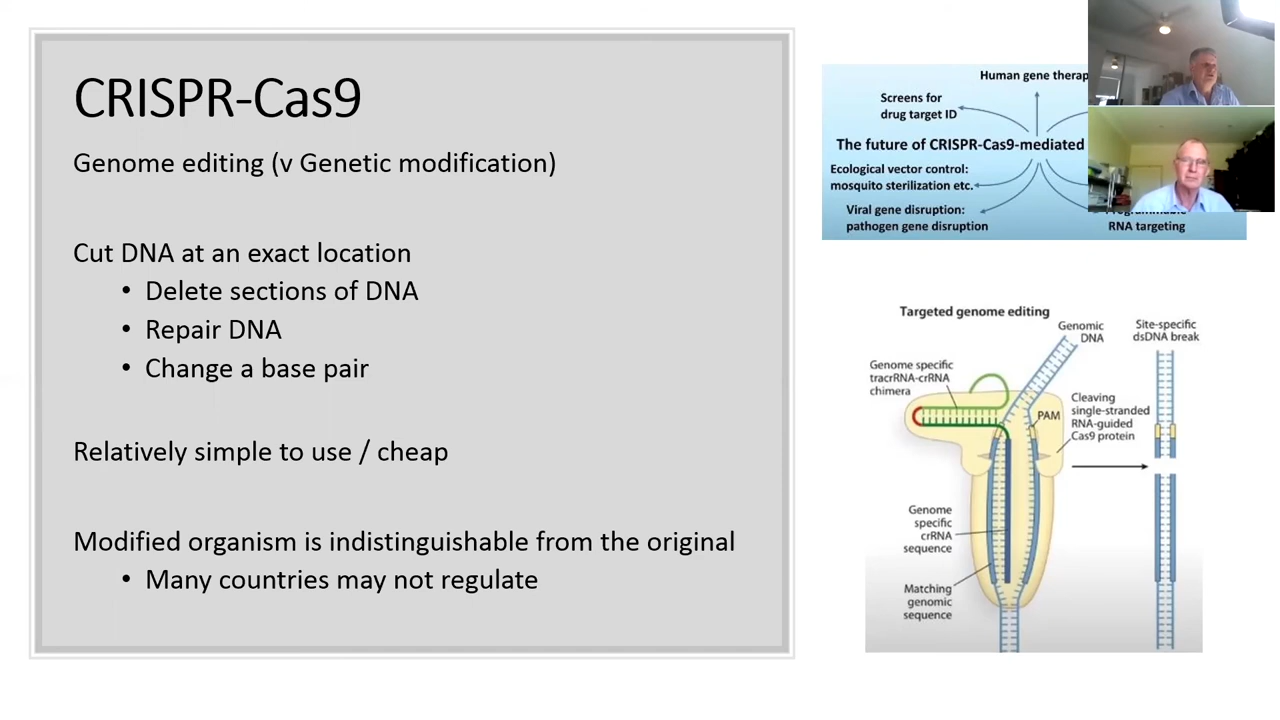 CRISPR-Cas9
Genome editing (v Genetic modification)
Cut DNA at an exact location
• Delete sections of DNA
• Repair DNA
• Change a base pair
Relatively simple to use / cheap
Modified organism is indistinguishable from the original
• Many countries may not regulate
Human gene
Screens for
drug target ID
The future of CRISPR-Cas9-mediated
Ecological vector control:
mosquito sterilization etc.
Viral gene disruption:
pathogen gene disruption
RNA targeting
Targeted genome editing
Genomic
DNA
Site-specific
dsDNA break
Genome specific
tracrRNA-crRNA
chimera
PAM
Cleaving
single-stranded
RNA-guided
Cas9 protein
Genome
specific
crRNA
sequence
Matching
genomic
sequence